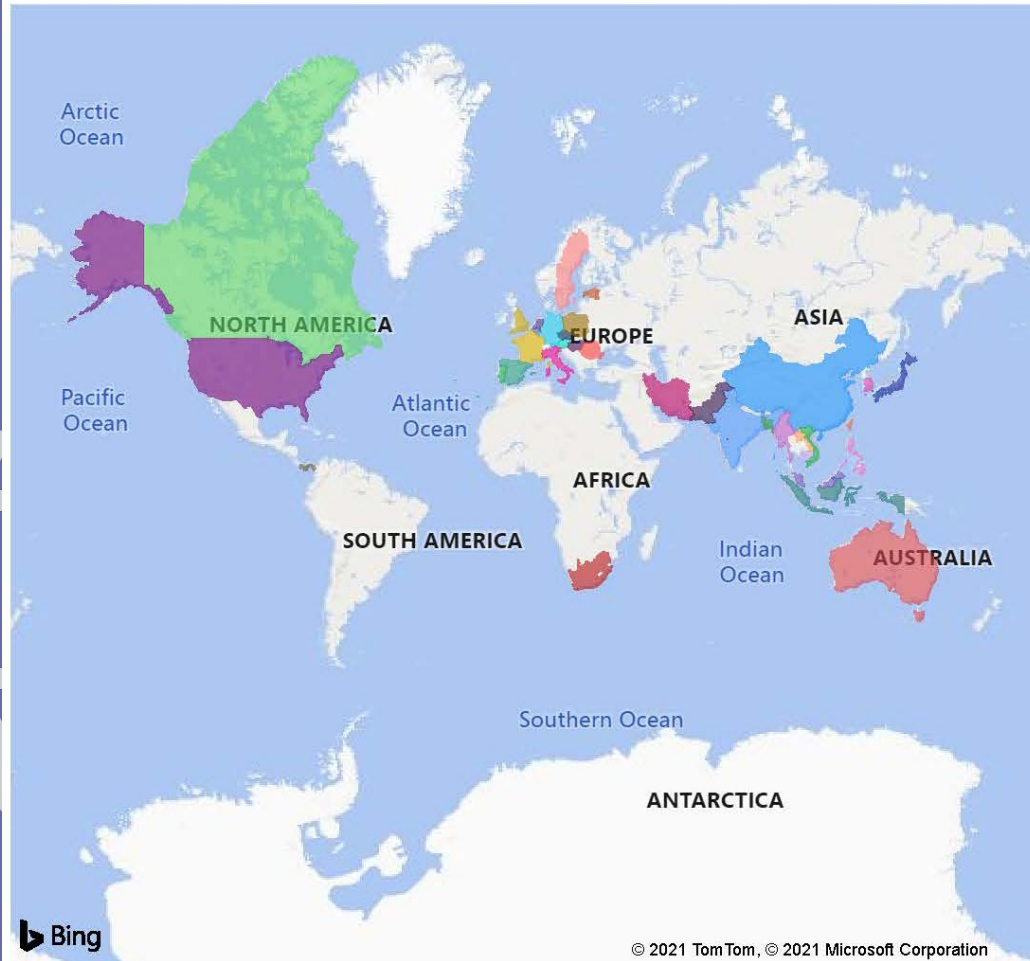 Arctic
Ocean
NORTH AMERICA
EUROPE
ASIA
Pacific
Ocean
Atlantic
Ocean
AFRICA
SOUTH AMERICA
Indian
Ocean
AUSTRALIA
Southern Ocean
ANTARCTICA
Bing
© 2021 TomTom, © 2021 Microsoft Corporation